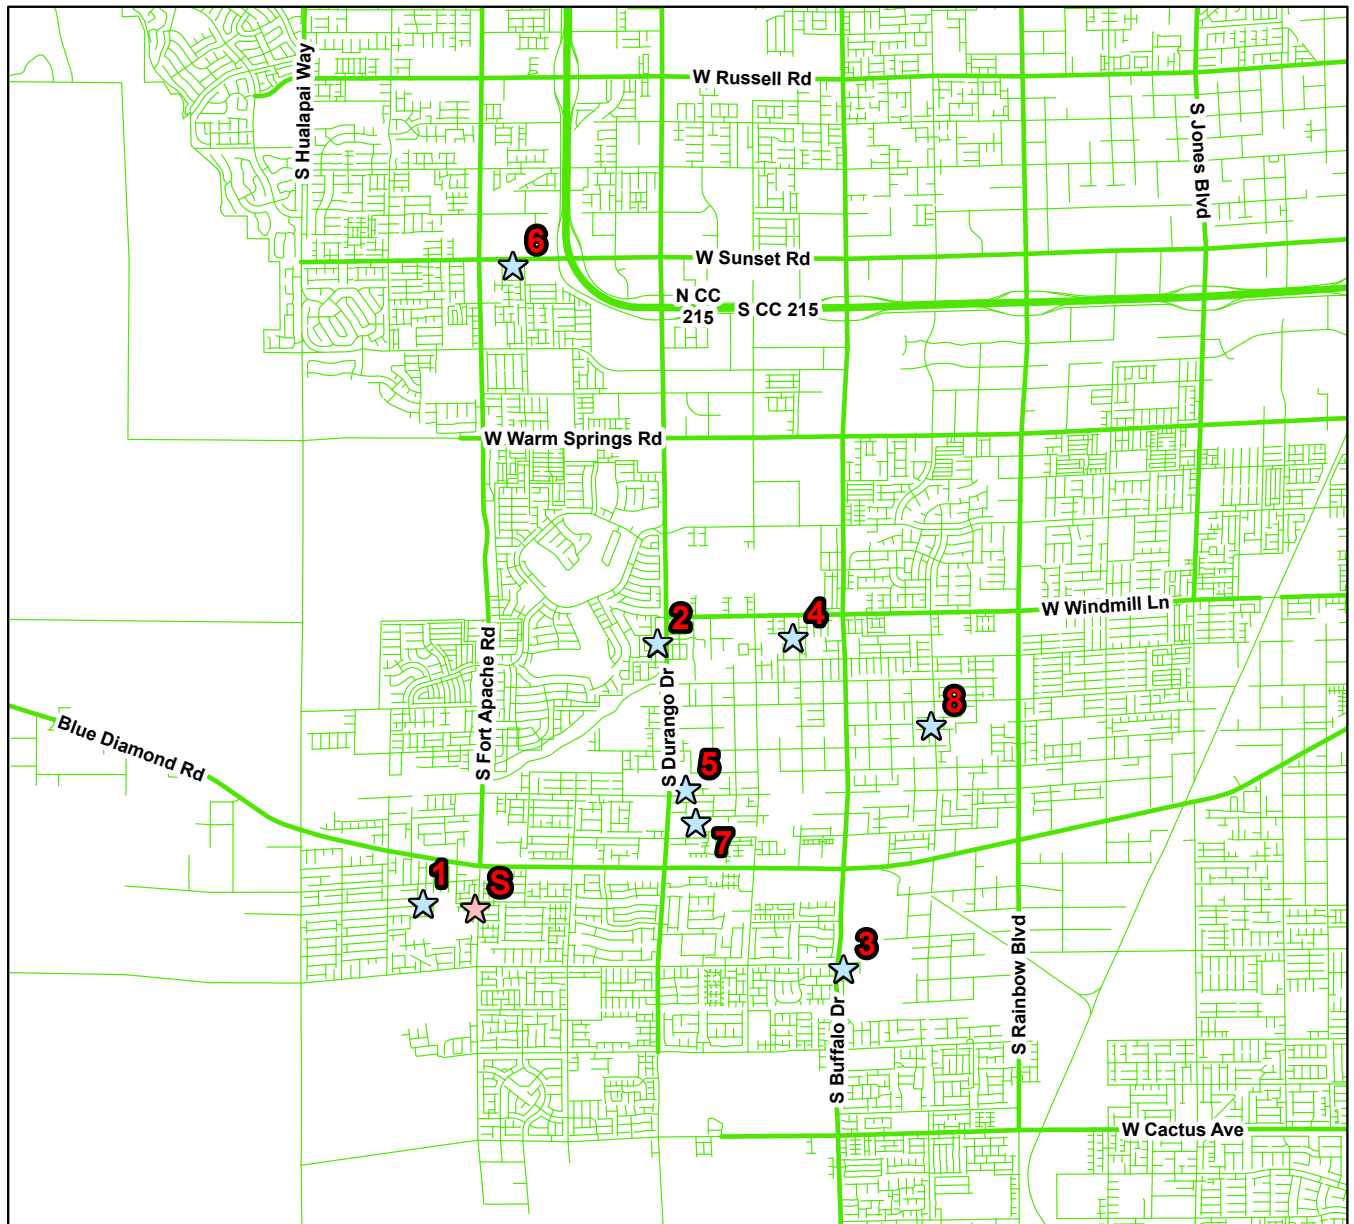 W Russell Rd
S Hualapai Way
S Jones Blvd
6
W Sunset Rd
N CC
215
S CC 215
W Warm Springs Rd
W Windmill Ln
2
4
S Fort Apache Rd
S Durango Dr
8
Blue Diamond Rd
5
7
1
S
3
S Rainbow Blvd
S Buffalo Dr
W Cactus Ave